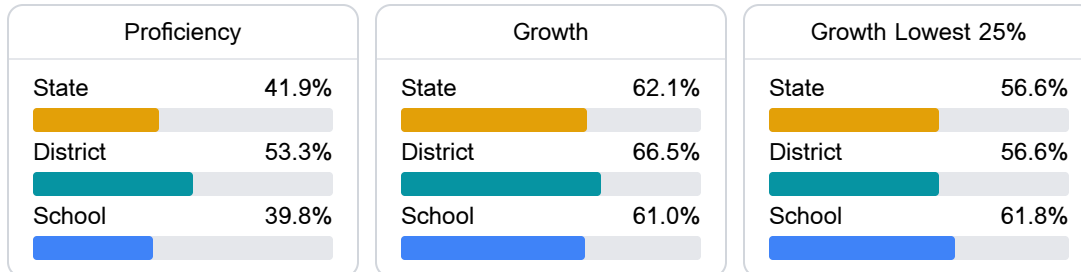 Proficiency
State 41.9%
District 53.3%
School 39.8%
Growth
State 62.1%
District 66.5%
School 61.0%
Growth Lowest 25%
State 56.6%
District 56.6%
School 61.8%